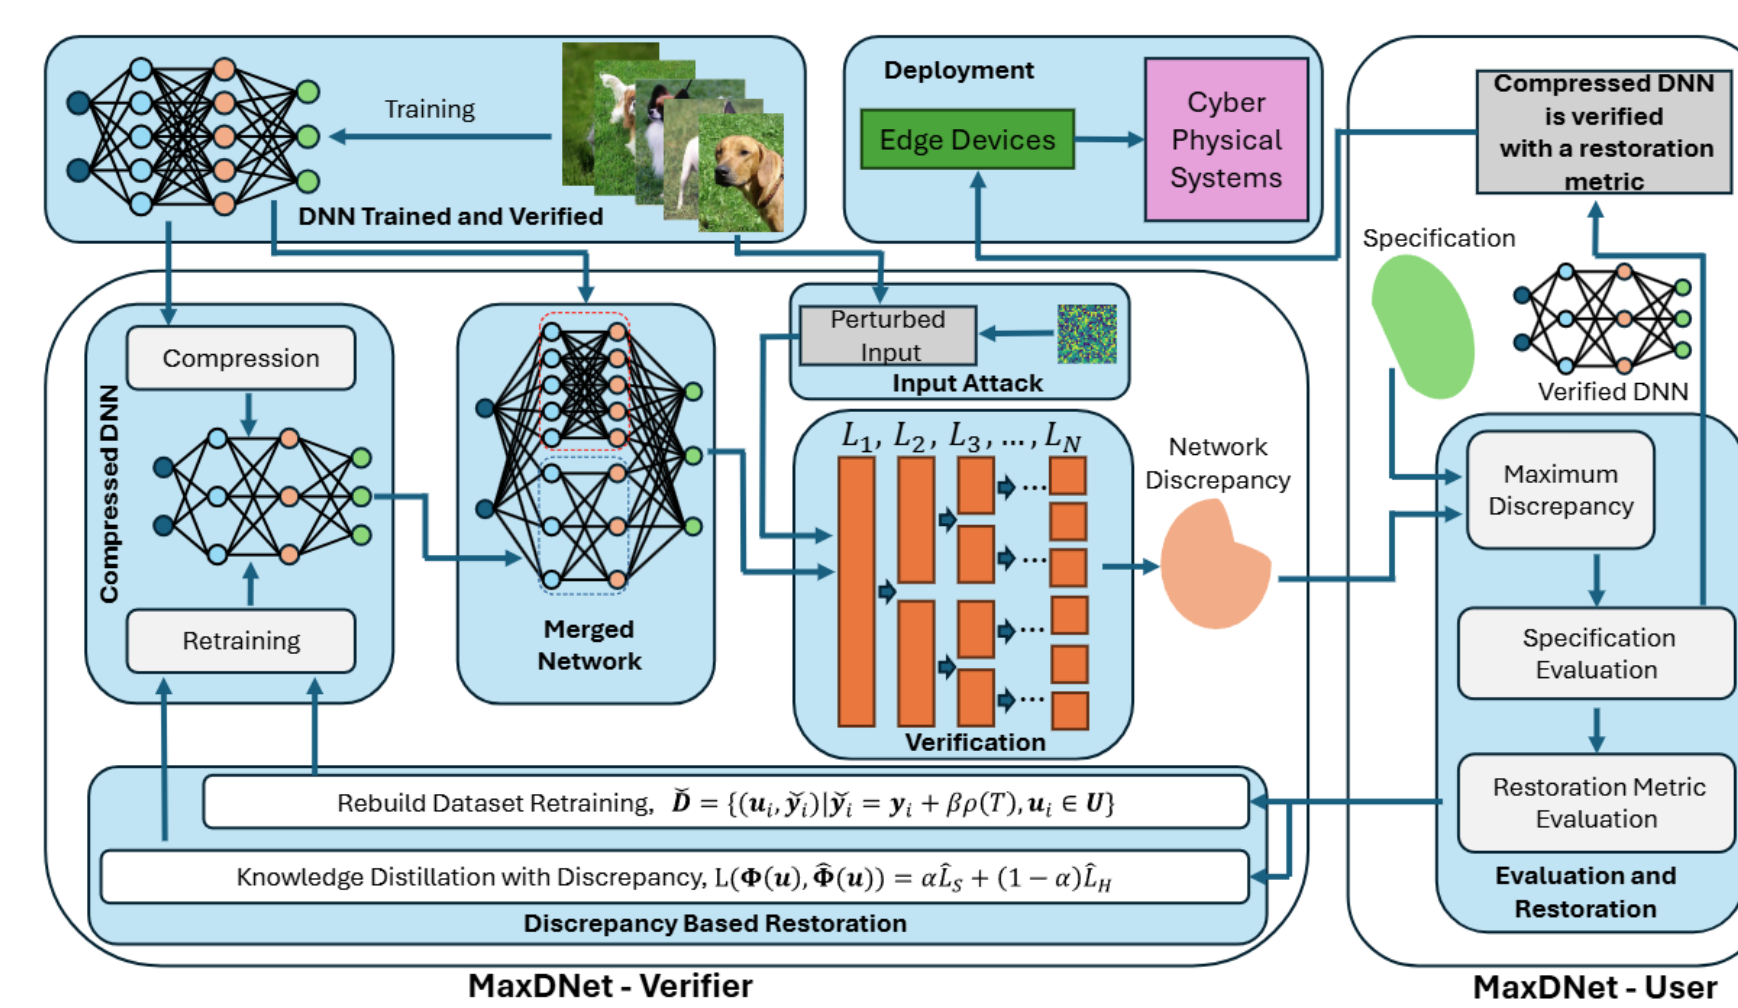 Training
DNN Trained and Verified
Deployment
Edge Devices
Cyber
Physical
Systems
Compressed DNN
is verified
with a restoration
metric
Specification
Verified DNN
Compressed DNN
Compression
Retraining
Merged
Network
Perturbed
Input
Input Attack
L₁, L₂, L₃, …, L_N
...
...
...
...
Verification
Network
Discrepancy
Maximum
Discrepancy
Specification
Evaluation
Restoration Metric
Evaluation
Evaluation and
Restoration
Rebuild Dataset Retraining, D̆ = {(uᵢ, y̆ᵢ)|y̆ᵢ = yᵢ + βρ(T), uᵢ ∈ U}
Knowledge Distillation with Discrepancy, L(Φ(u), Φ̂(u)) = αL̂_S + (1 − α)L̂_H
Discrepancy Based Restoration
MaxDNet - Verifier
MaxDNet - User